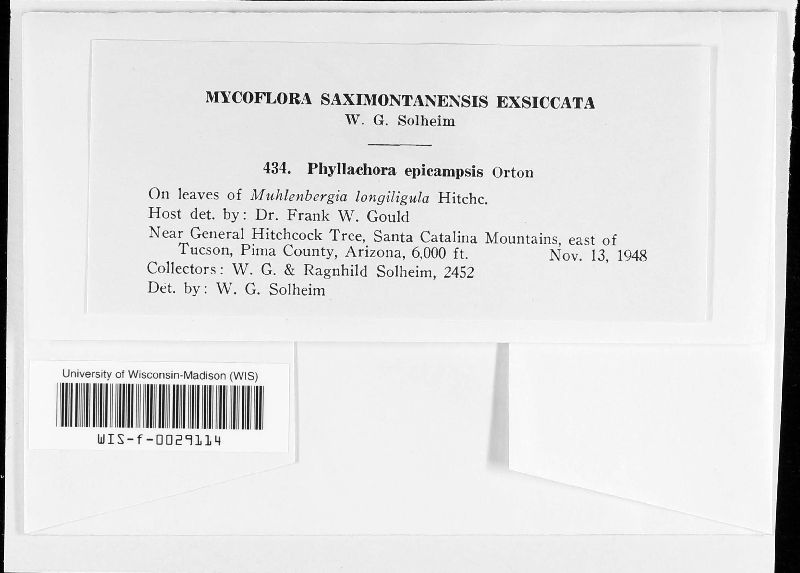 MYCOFLORA SAXIMONTANENSIS EXSICCATA
W. G. Solheim
434. Phyllachora epicampsis Orton
On leaves of Muhlenbergia longiligula Hitchc.
Host det. by: Dr. Frank W. Gould
Near General Hitchcock Tree, Santa Catalina Mountains, east of
Tucson, Pima County, Arizona, 6,000 ft. Nov. 13, 1948
Collectors: W. G. & Ragnhild Solheim, 2452
Det. by: W. G. Solheim
University of Wisconsin-Madison (WIS)
WIS-f-0029114